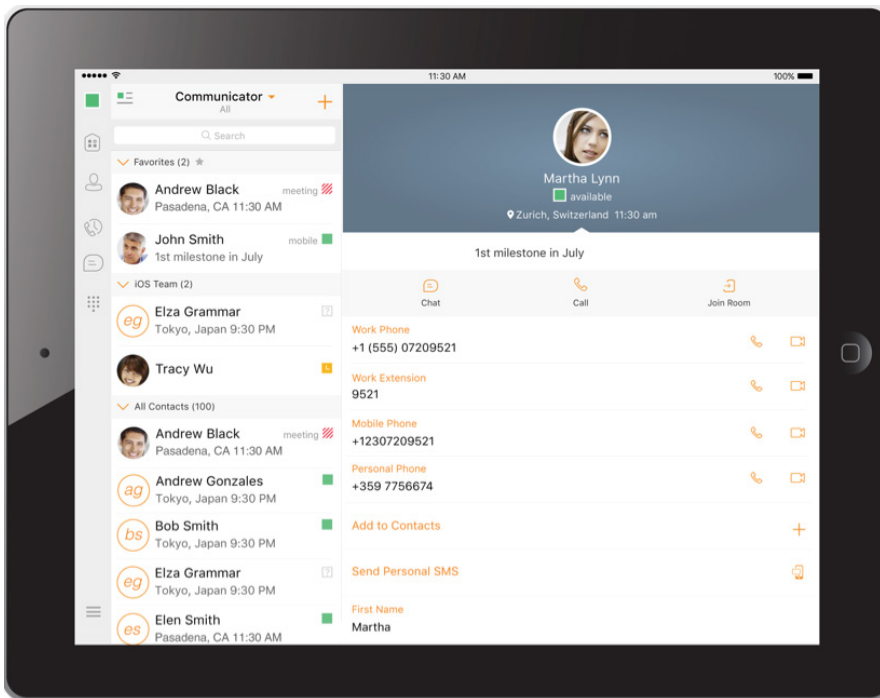 11:30 AM
100%
Communicator
All
Search
Favorites (2)
Andrew Black
meeting
Pasadena, CA 11:30 AM
John Smith
mobile
1st milestone in July
iOS Team (2)
eg
Elza Grammar
Tokyo, Japan 9:30 PM
Tracy Wu
All Contacts (100)
Andrew Black
meeting
Pasadena, CA 11:30 AM
ag
Andrew Gonzales
Tokyo, Japan 9:30 PM
bs
Bob Smith
Tokyo, Japan 9:30 PM
eg
Elza Grammar
Tokyo, Japan 9:30 PM
es
Elen Smith
Pasadena, CA 11:30 AM
Martha Lynn
available
Zurich, Switzerland 11:30 am
1st milestone in July
Chat
Call
Join Room
Work Phone
+1 (555) 07209521
Work Extension
9521
Mobile Phone
+12307209521
Personal Phone
+359 7756674
Add to Contacts
Send Personal SMS
First Name
Martha